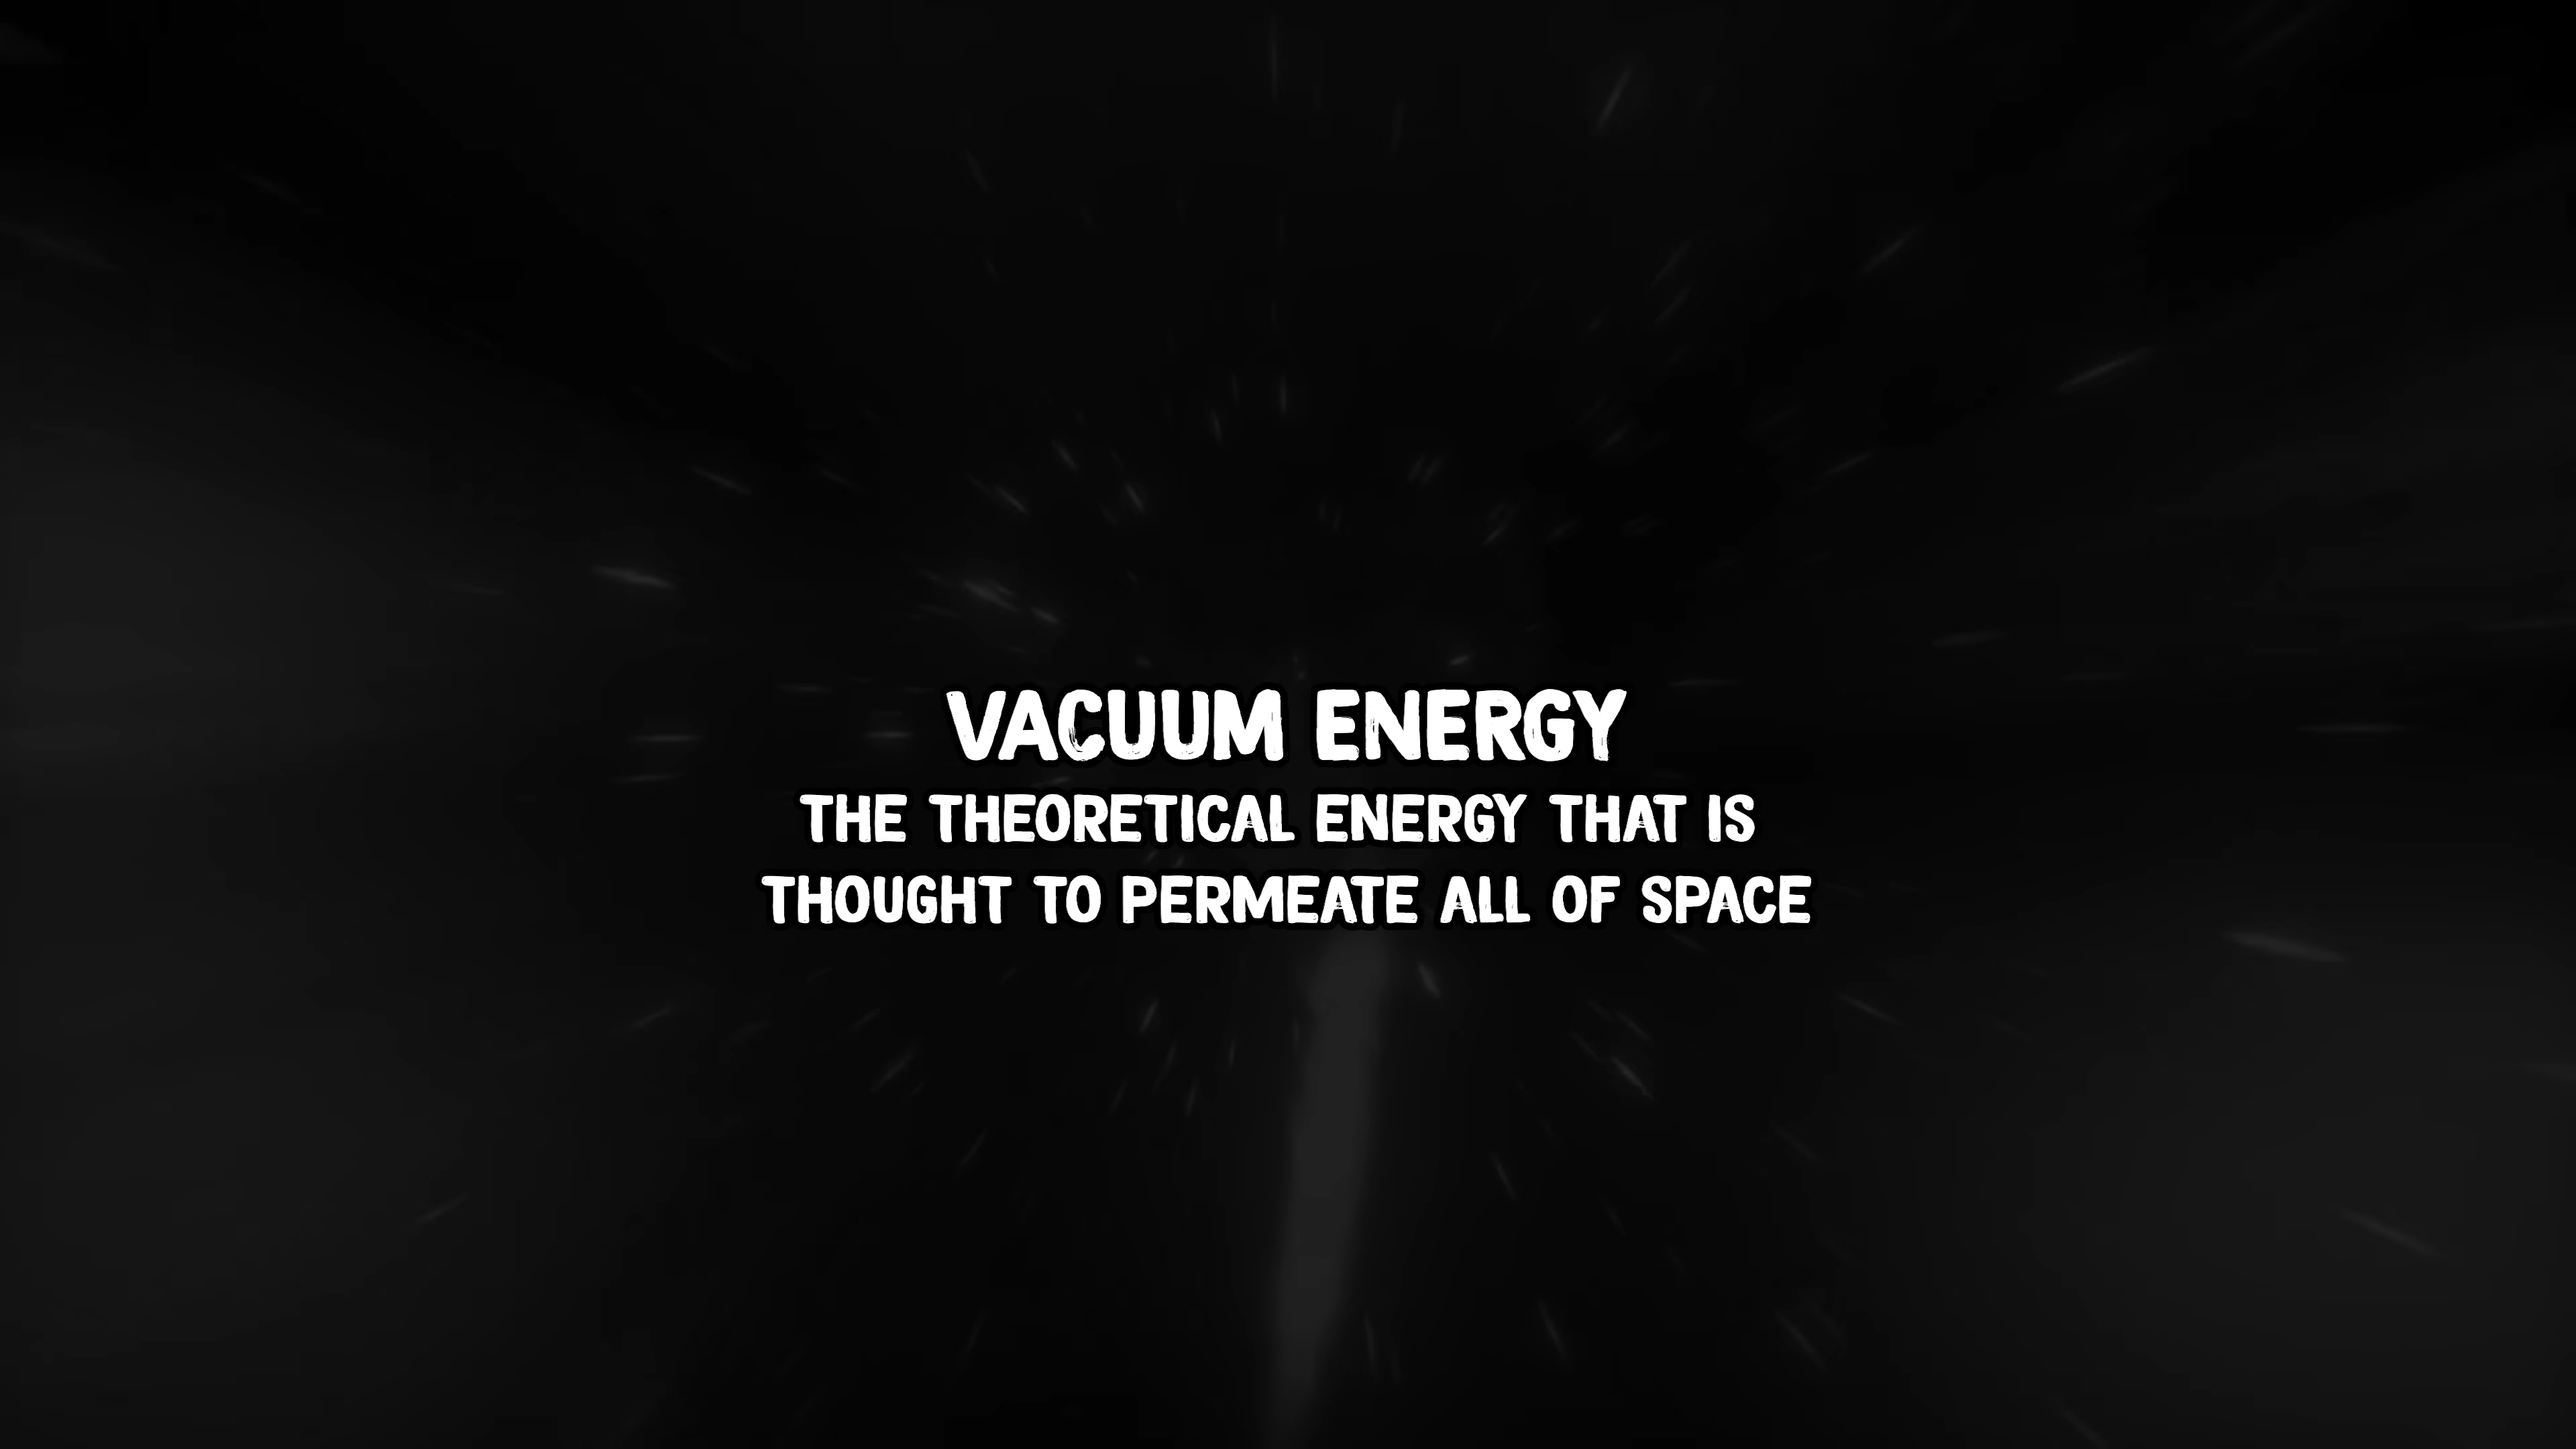 VACUUM ENERGY
THE THEORETICAL ENERGY THAT IS
THOUGHT TO PERMEATE ALL OF SPACE